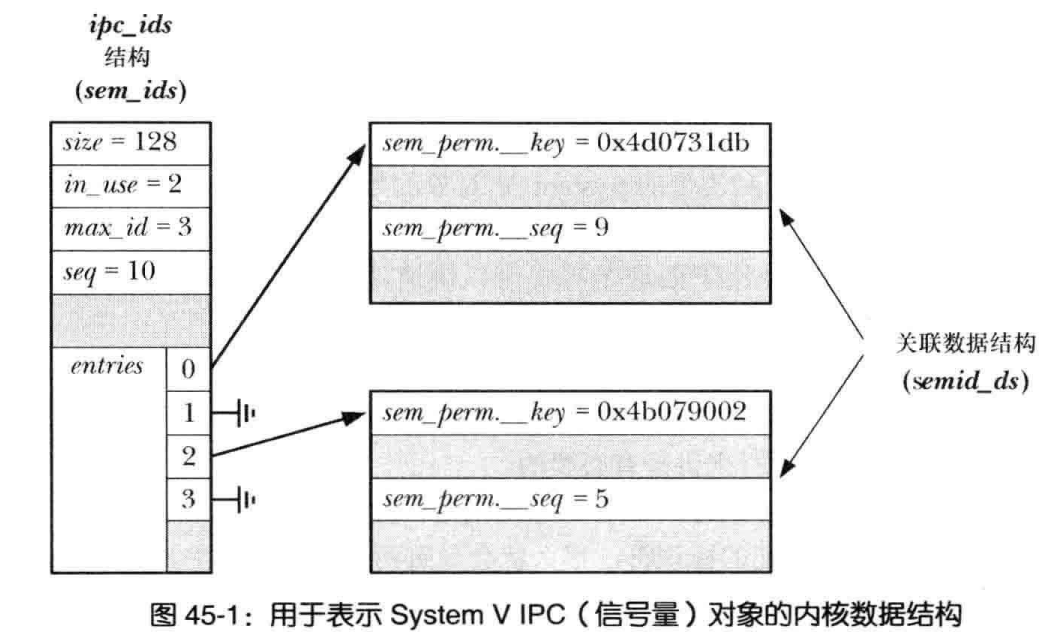 ipc_ids
结构
(sem_ids)
size = 128
in_use = 2
max_id = 3
seq = 10
entries
0
1
2
3
sem_perm.__key = 0x4d0731db
sem_perm.__seq = 9
sem_perm.__key = 0x4b079002
sem_perm.__seq = 5
关联数据结构
(semid_ds)
图 45-1：用于表示 System V IPC（信号量）对象的内核数据结构